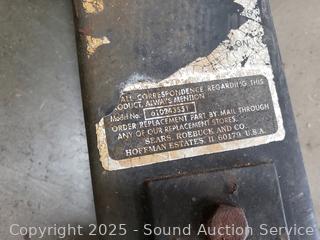 ALL CORRESPONDENCE REGARDING THIS
PRODUCT, ALWAYS MENTION
Model No.
ORDER REPLACEMENT PART BY MAIL THROUGH
ANY OF OUR REPLACEMENT STORES.
SEARS, ROEBUCK AND CO.
HOFFMAN ESTATES, IL 60179, U.S.A.
Copyright 2025 - Sound Auction Service